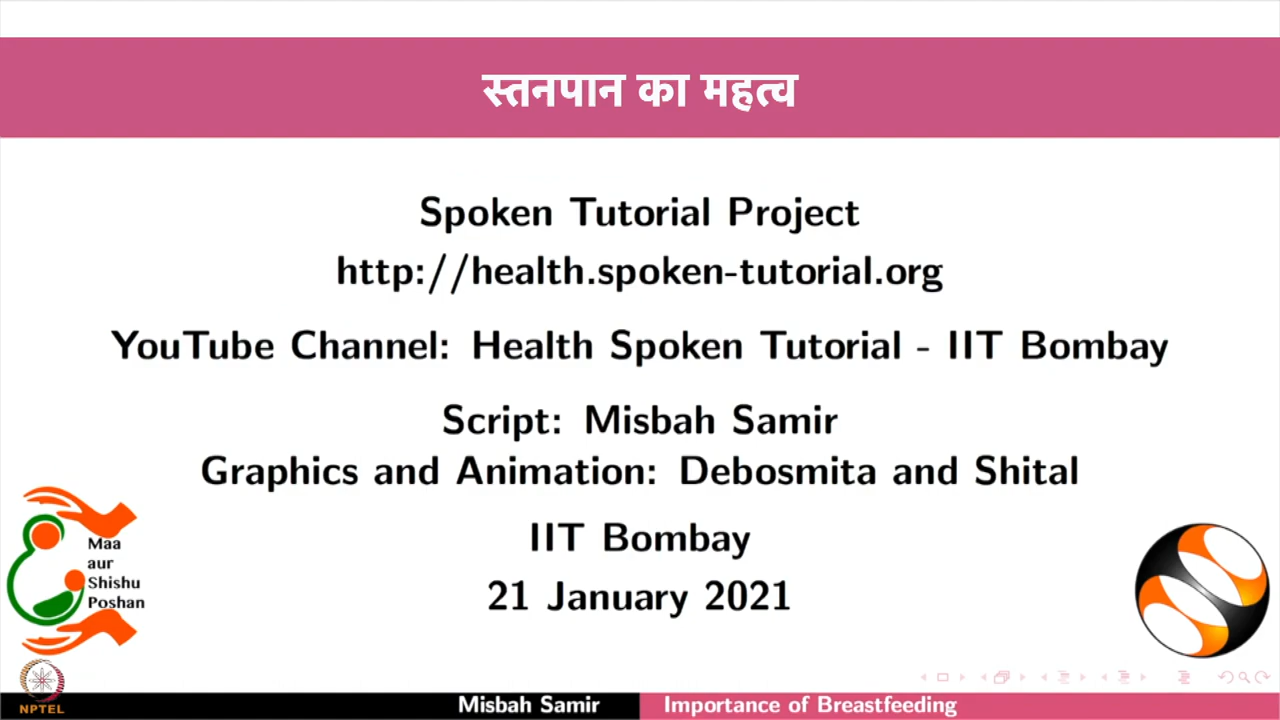 स्तनपान का महत्व
Spoken Tutorial Project
http://health.spoken-tutorial.org
YouTube Channel: Health Spoken Tutorial - IIT Bombay
Script: Misbah Samir
Graphics and Animation: Debosmita and Shital
IIT Bombay
21 January 2021
Maa
aur
Shishu
Poshan
NPTEL
Misbah Samir
Importance of Breastfeeding